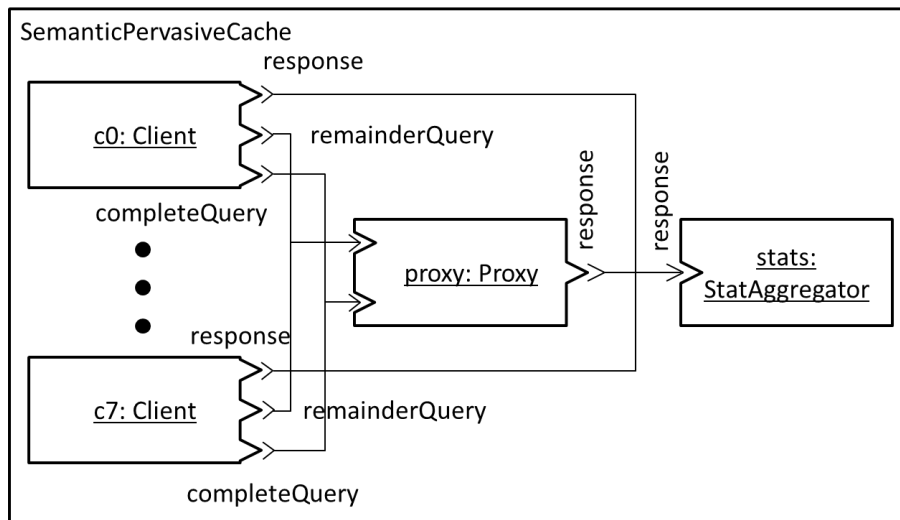 SemanticPervasiveCache
response
c0: Client
remainderQuery
completeQuery
response
response
proxy: Proxy
stats:
StatAggregator
response
c7: Client
remainderQuery
completeQuery